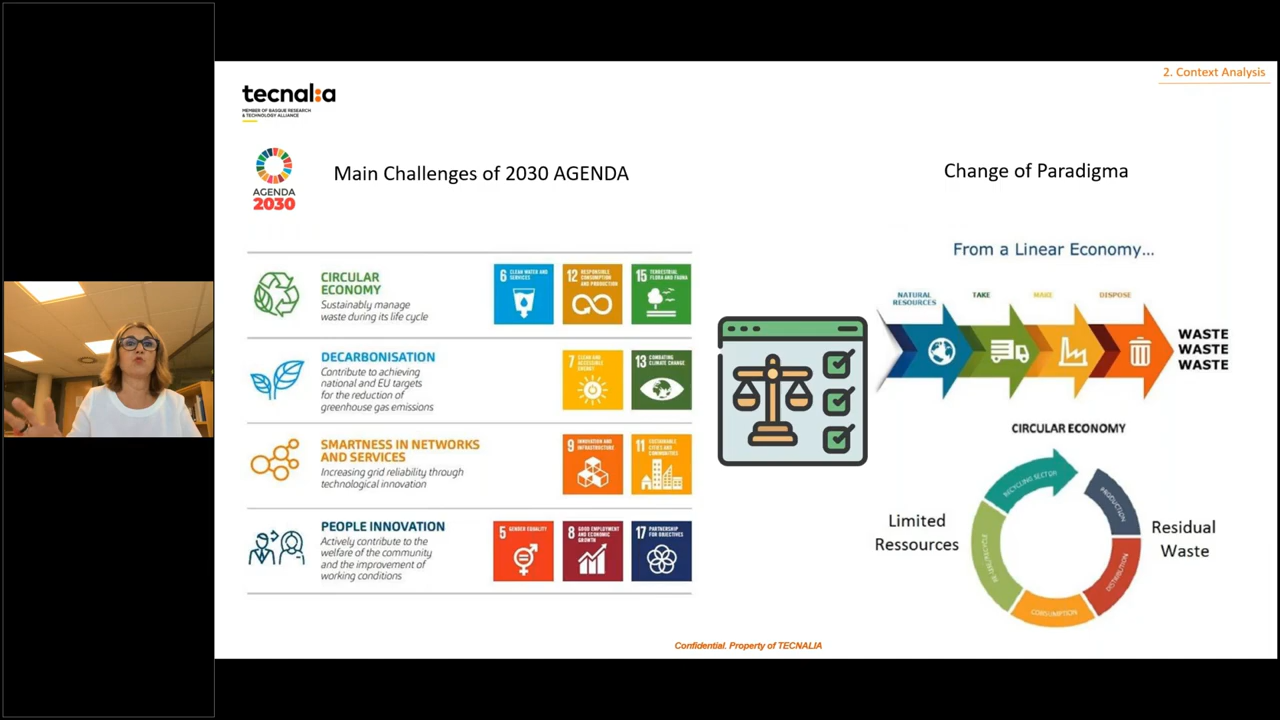 2. Context Analysis
tecnal:a
MEMBER OF BASQUE RESEARCH
& TECHNOLOGY ALLIANCE
AGENDA
2030
Main Challenges of 2030 AGENDA
CIRCULAR
ECONOMY
Sustainably manage
waste during its life cycle
6 CLEAN WATER AND
SERVICES
12 RESPONSIBLE
CONSUMPTION
AND PRODUCTION
15 TERRESTRIAL
FLORA AND FAUNA
DECARBONISATION
Contribute to achieving
national and EU targets
for the reduction of
greenhouse gas emissions
7 CLEAN AND
ACCESSIBLE
ENERGY
13 COMBATING
CLIMATE CHANGE
SMARTNESS IN NETWORKS
AND SERVICES
Increasing grid reliability through
technological innovation
9 INNOVATION AND
INFRASTRUCTURE
11 SUSTAINABLE
CITIES AND
COMMUNITIES
PEOPLE INNOVATION
Actively contribute to the
welfare of the community
and the improvement of
working conditions
5 GENDER EQUALITY
8 GOOD EMPLOYMENT
AND ECONOMIC
GROWTH
17 PARTNERSHIP
FOR OBJECTIVES
Change of Paradigma
From a Linear Economy...
NATURAL
RESOURCES
TAKE
MAKE
DISPOSE
WASTE
WASTE
WASTE
CIRCULAR ECONOMY
RECYCLING SECTOR
PRODUCTION
DISTRIBUTION
CONSUMPTION
Limited
Ressources
Residual
Waste
Confidential. Property of TECNALIA